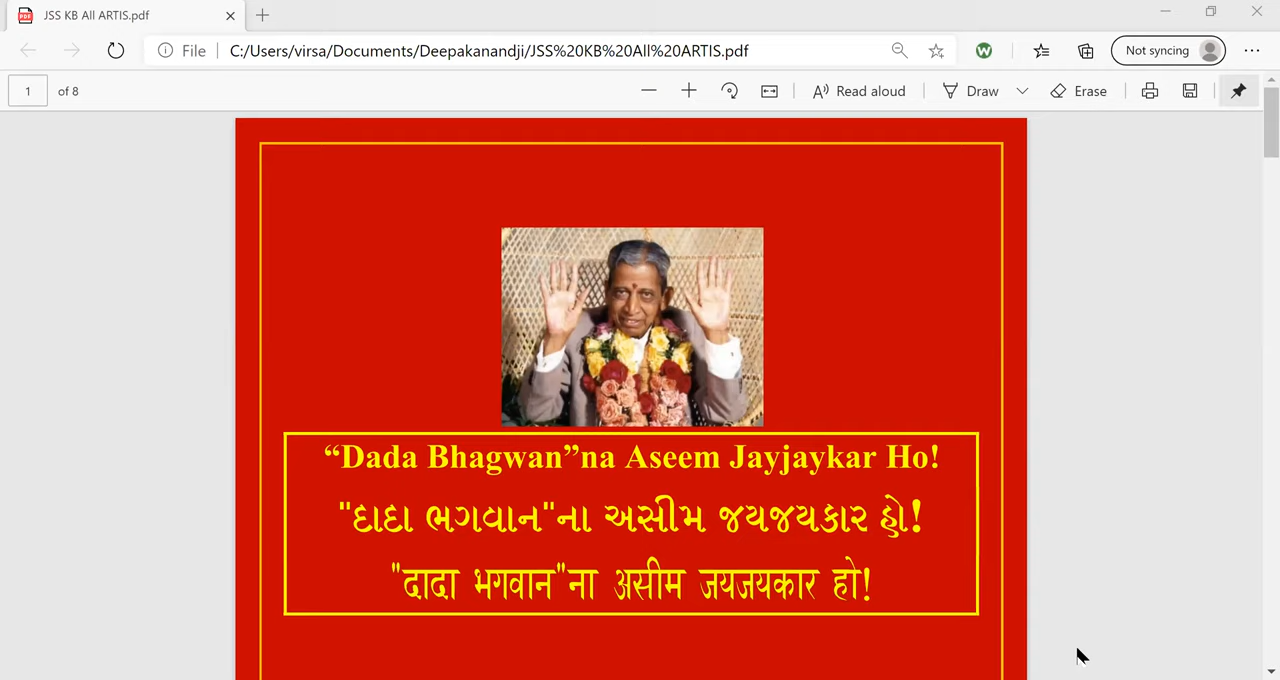 JSS KB All ARTIS.pdf
File
C:/Users/virsa/Documents/Deepakanandji/JSS%20KB%20All%20ARTIS.pdf
Not syncing
1 of 8
Read aloud
Draw
Erase
“Dada Bhagwan”na Aseem Jayjaykar Ho!
"દાદા ભગવાન"ના અસીમ જયજયકાર હો!
"दादा भगवान"ना असीम जयजयकार हो!